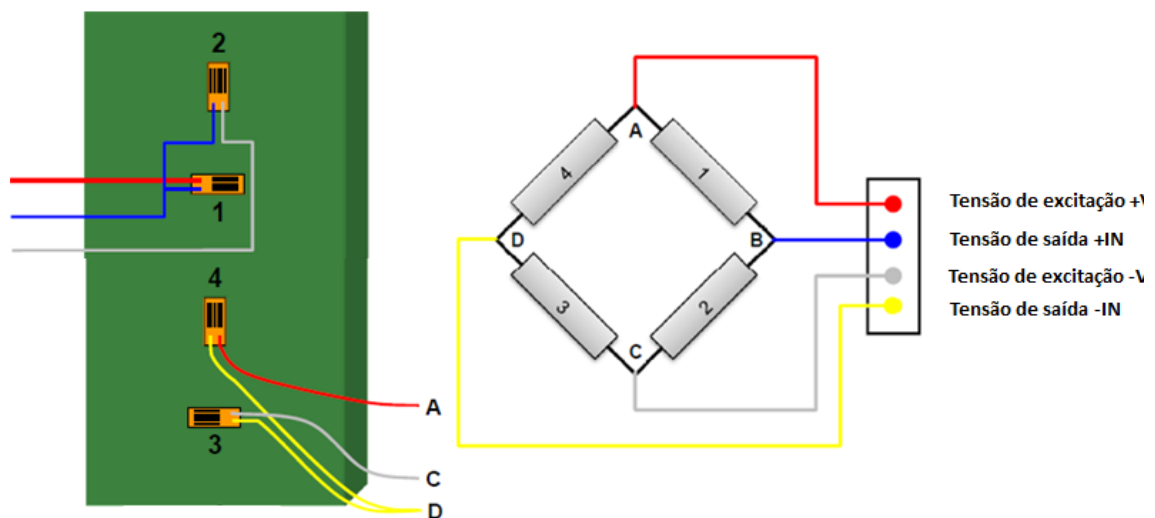 2
1
4
3
A
C
D
A
4
1
D
B
3
2
C
Tensão de excitação +V
Tensão de saída +IN
Tensão de excitação -V
Tensão de saída -IN